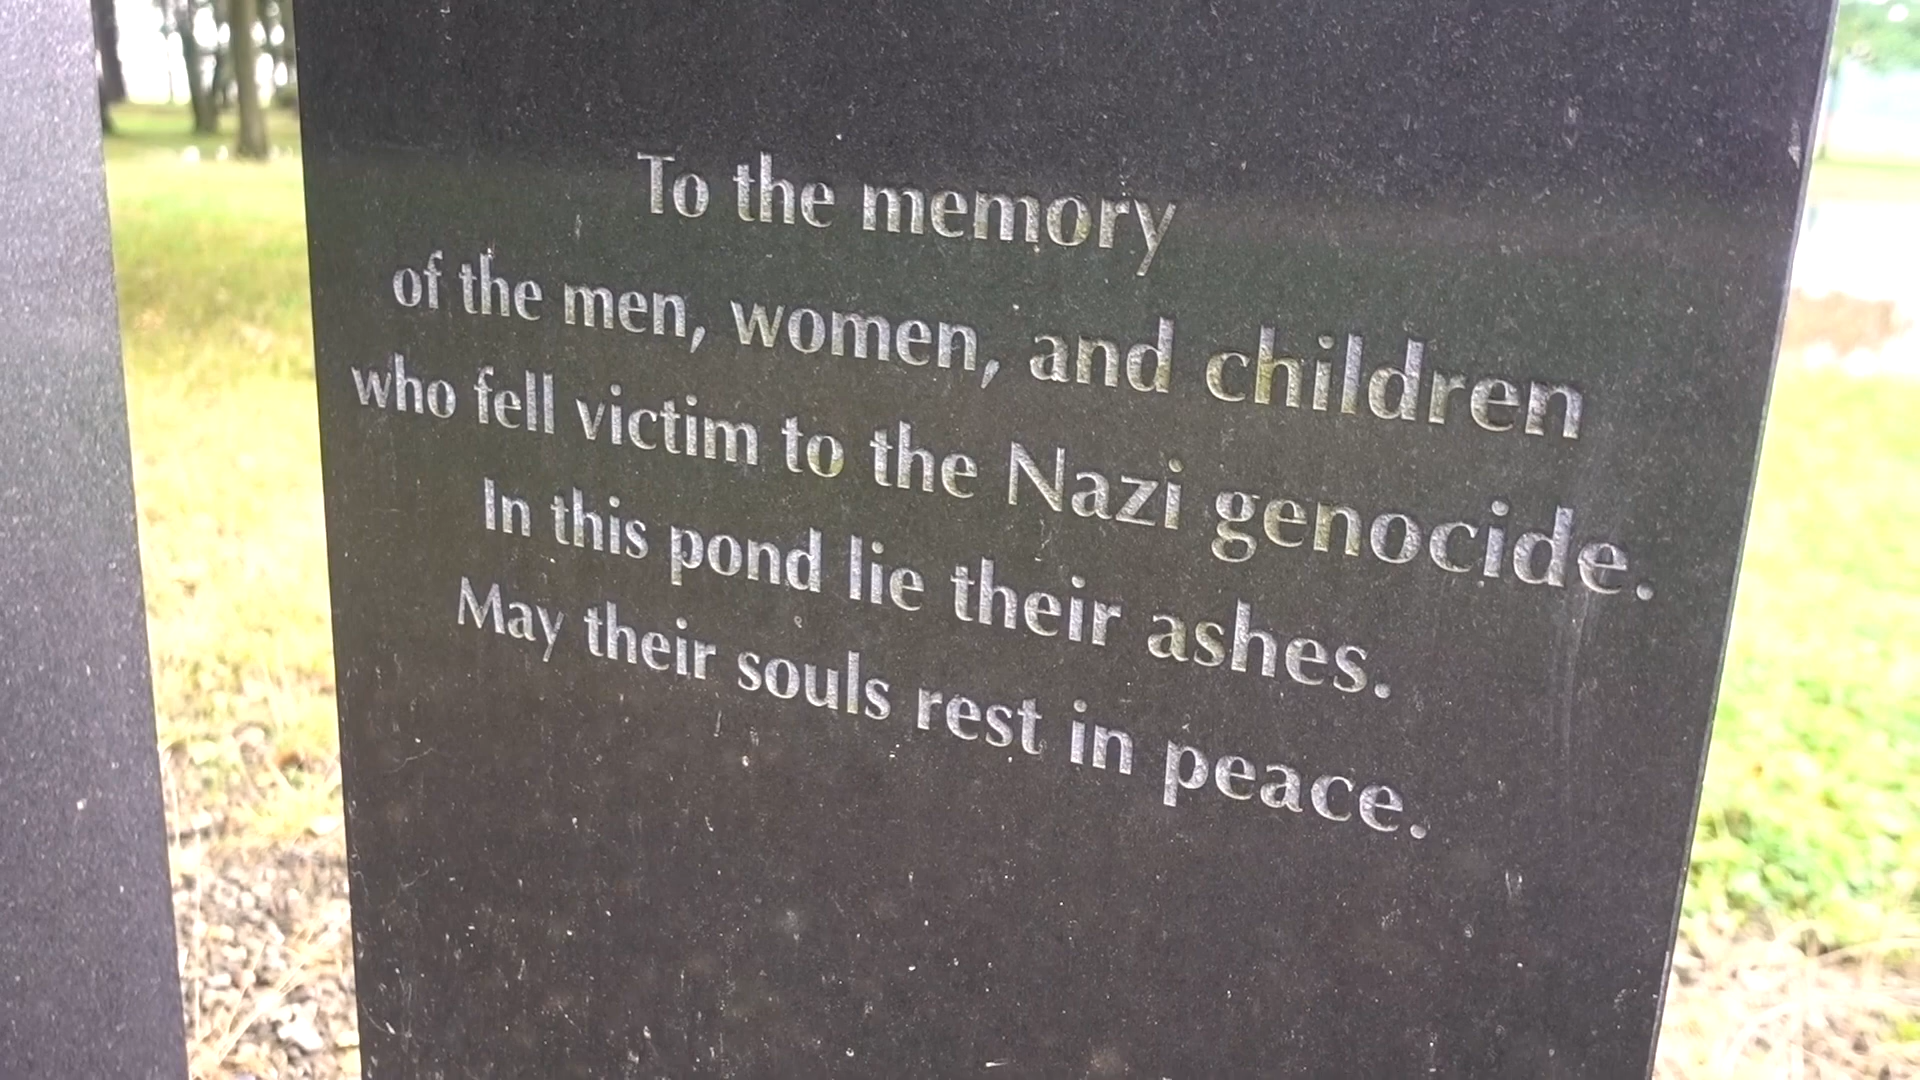 To the memory
of the men, women, and children
who fell victim to the Nazi genocide.
In this pond lie their ashes.
May their souls rest in peace.